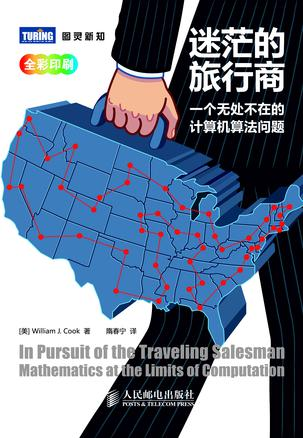 TURING 图灵新知
全彩印刷
迷茫的
旅行商
一个无处不在的
计算机算法问题
[美] William J. Cook 著 隋春宁 译
In Pursuit of the Traveling Salesman
Mathematics at the Limits of Computation
人民邮电出版社
POSTS & TELECOM PRESS